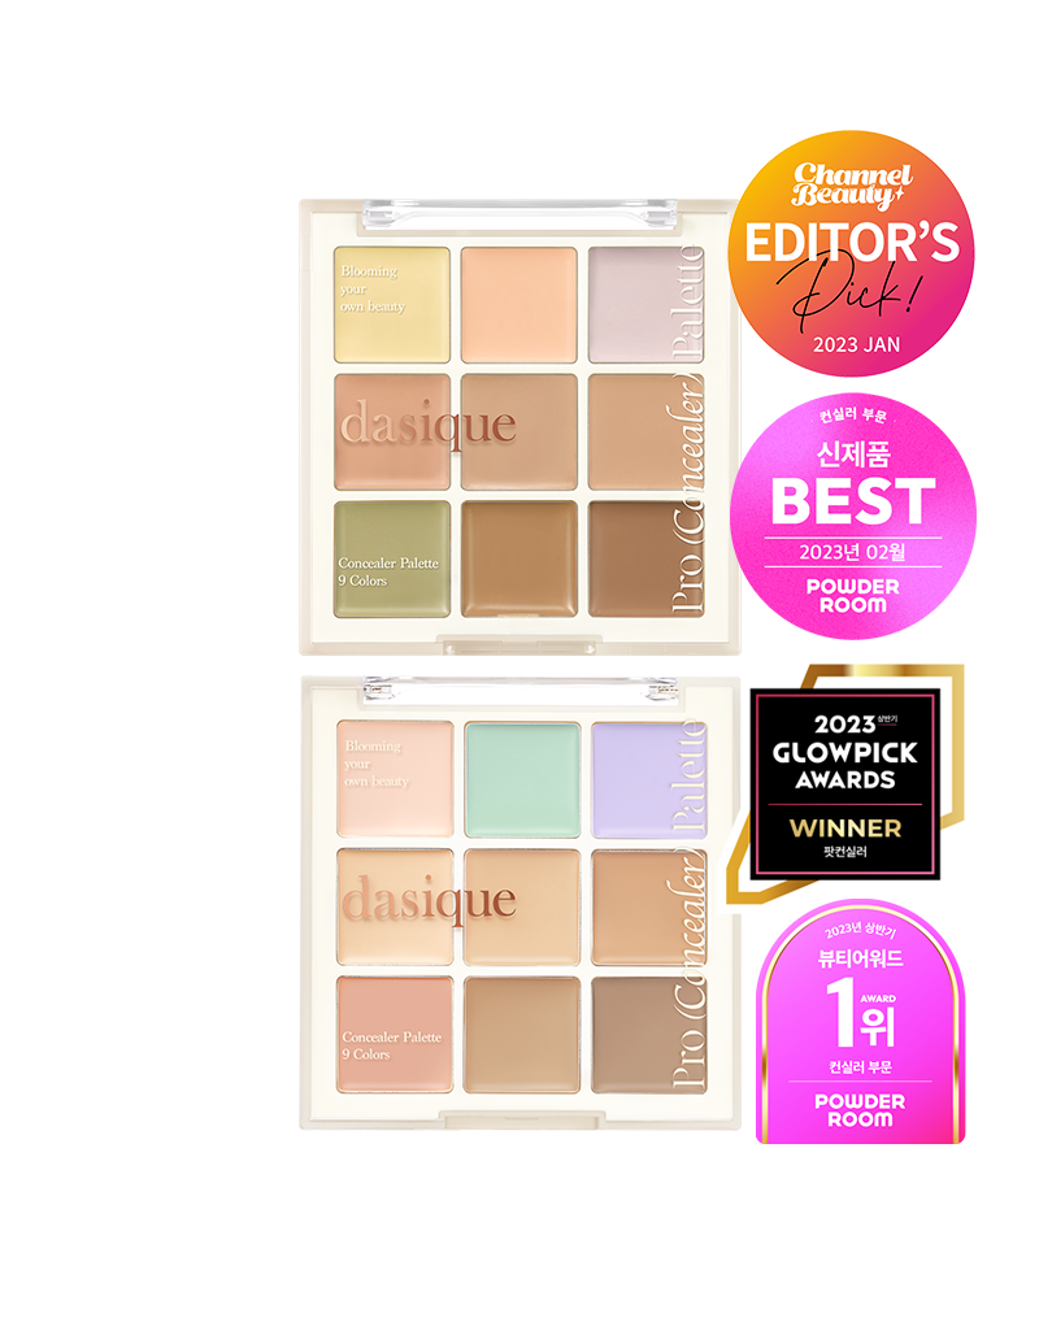 Blooming
your
own beauty
dasique
Concealer Palette
9 Colors
Pro (Concealer) Palette
Channel
Beauty
EDITOR'S
Pick!
2023 JAN
컨실러 부문
신제품
BEST
2023년 02월
POWDER
ROOM
Blooming
your
own beauty
dasique
Concealer Palette
9 Colors
Pro (Concealer) Palette
2023 상반기
GLOWPICK
AWARDS
WINNER
팟컨실러
2023년 상반기
뷰티어워드
1위
AWARD
컨실러 부문
POWDER
ROOM